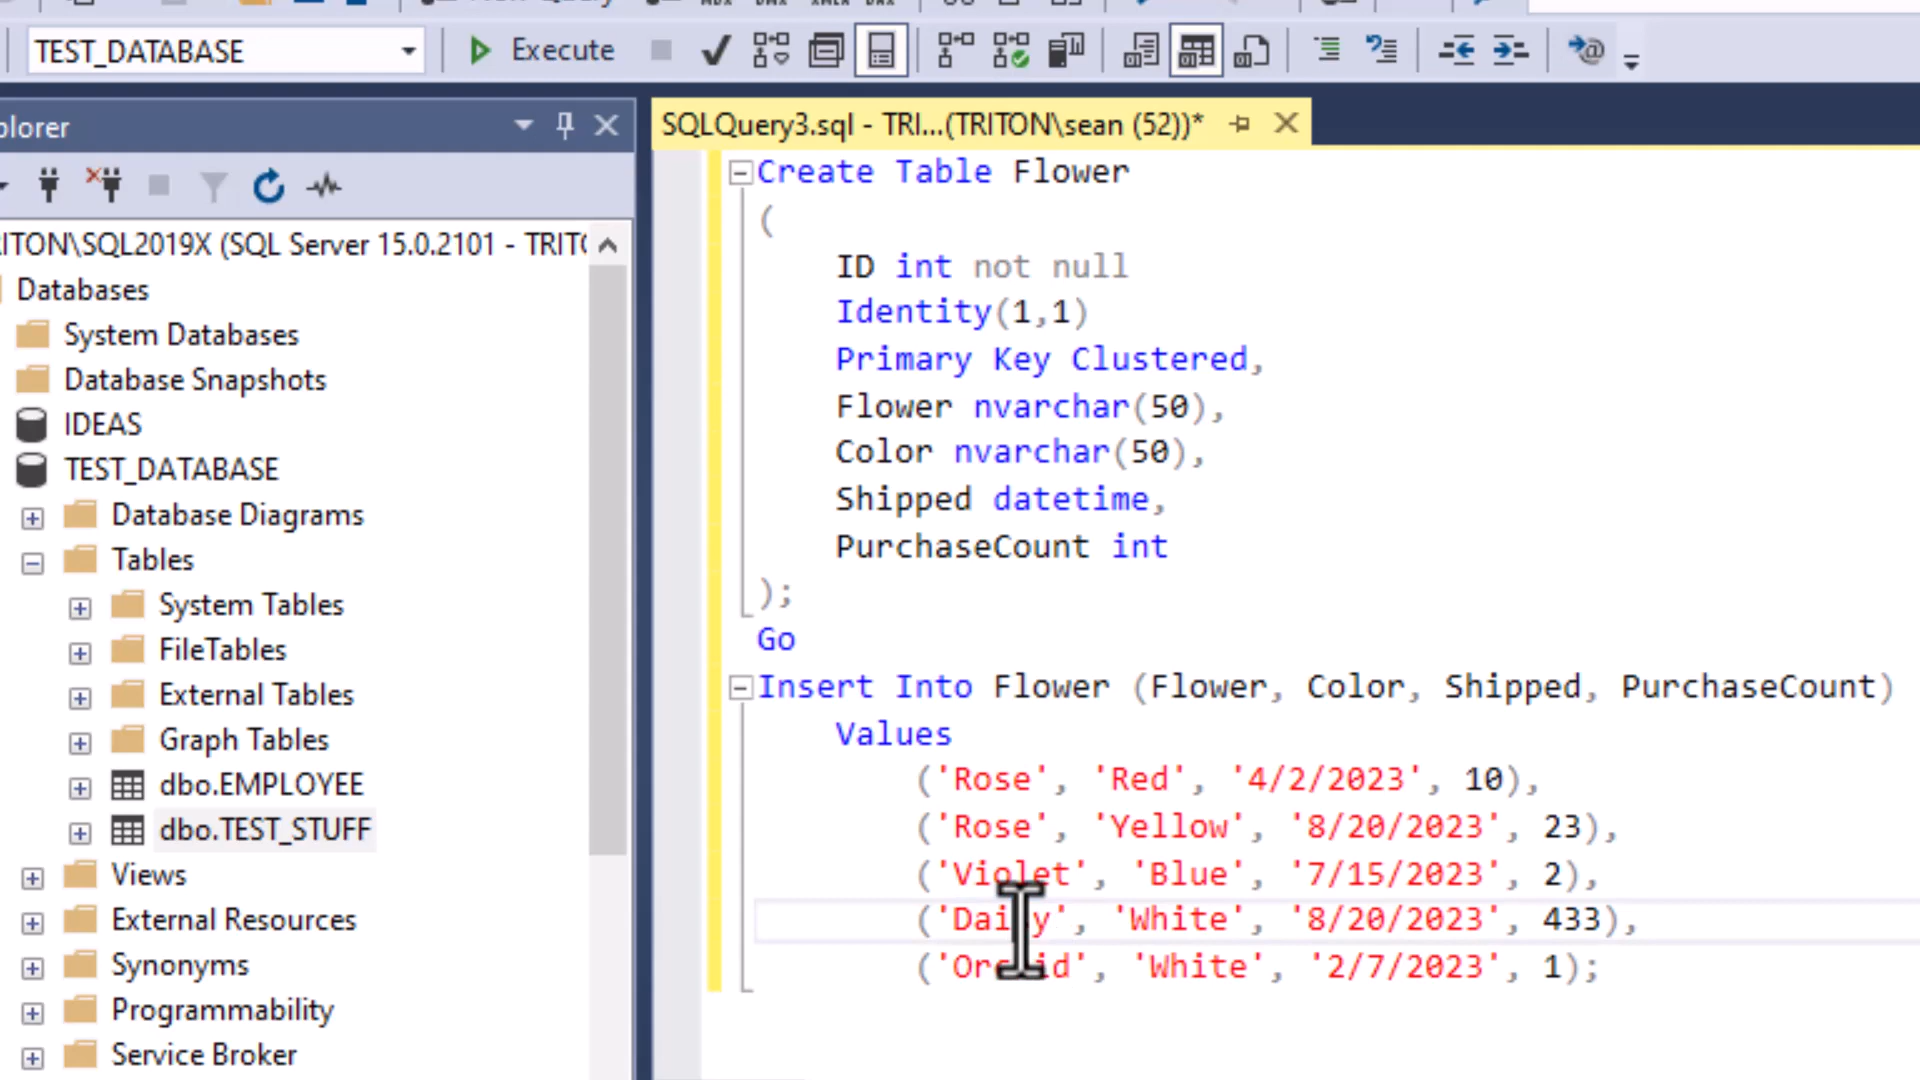 TEST_DATABASE
Execute
plorer
SQLQuery3.sql - TRI...(TRITON\sean (52))*
RITON\SQL2019X (SQL Server 15.0.2101 - TRITO
Databases
System Databases
Database Snapshots
IDEAS
TEST_DATABASE
Database Diagrams
Tables
System Tables
FileTables
External Tables
Graph Tables
dbo.EMPLOYEE
dbo.TEST_STUFF
Views
External Resources
Synonyms
Programmability
Service Broker
Create Table Flower
(
ID int not null
Identity(1,1)
Primary Key Clustered,
Flower nvarchar(50),
Color nvarchar(50),
Shipped datetime,
PurchaseCount int
);
Go
Insert Into Flower (Flower, Color, Shipped, PurchaseCount)
Values
('Rose', 'Red', '4/2/2023', 10),
('Rose', 'Yellow', '8/20/2023', 23),
('Violet', 'Blue', '7/15/2023', 2),
('Daisy', 'White', '8/20/2023', 433),
('Orchid', 'White', '2/7/2023', 1);